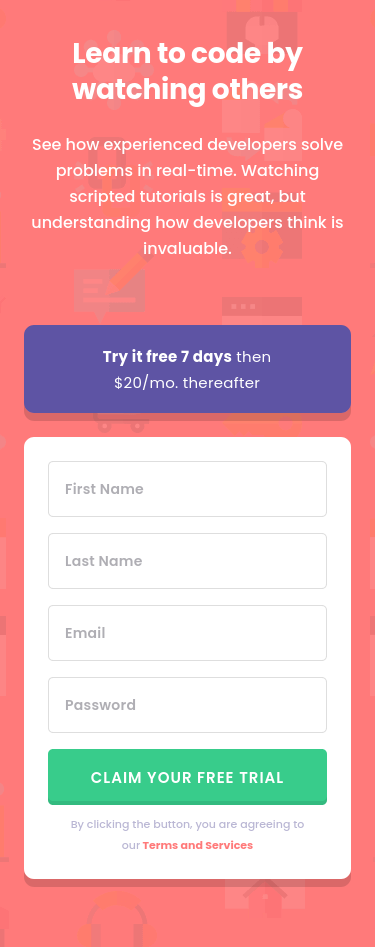 Learn to code by
watching others
See how experienced developers solve
problems in real-time. Watching
scripted tutorials is great, but
understanding how developers think is
invaluable.
Try it free 7 days then
$20/mo. thereafter
First Name
Last Name
Email
Password
CLAIM YOUR FREE TRIAL
By clicking the button, you are agreeing to
our Terms and Services